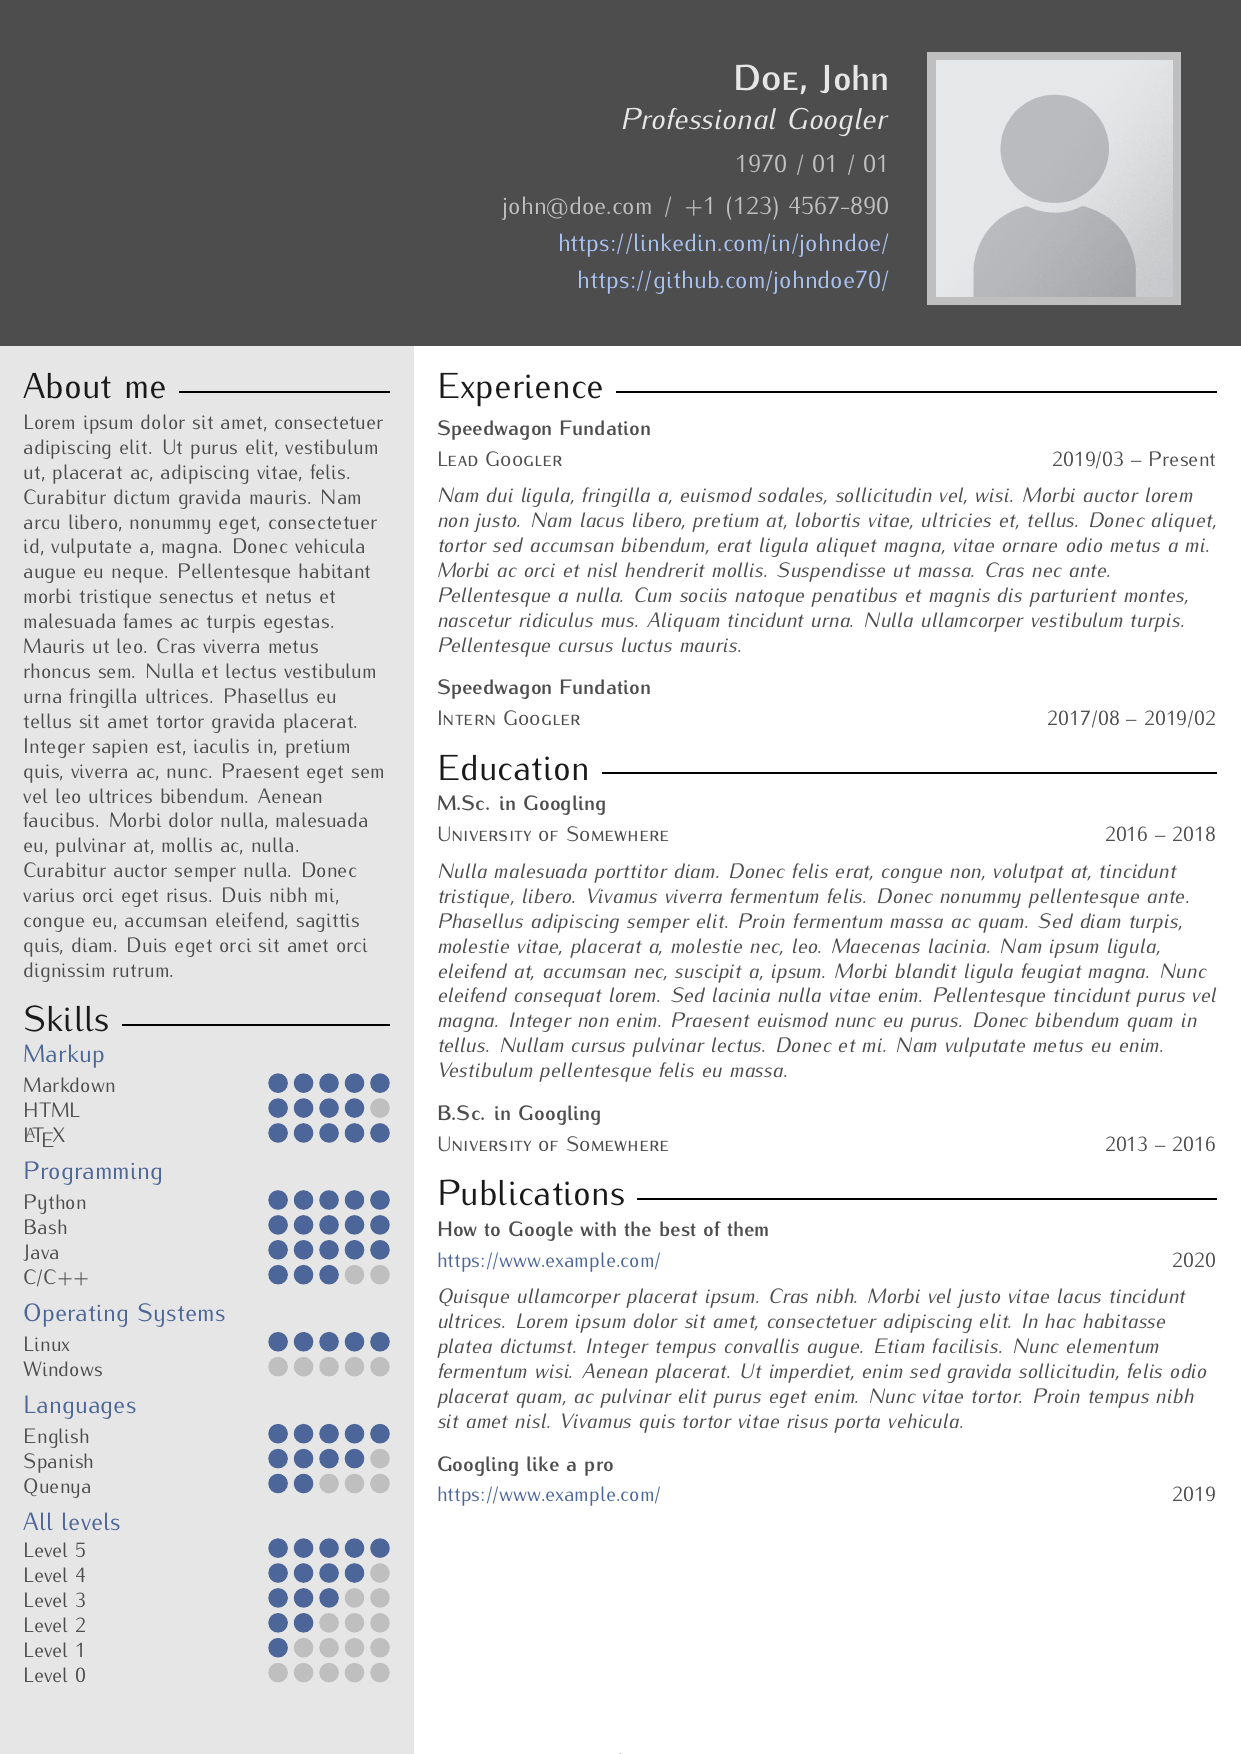 Doe, John
Professional Googler
1970 / 01 / 01
john@doe.com / +1 (123) 4567-890
https://linkedin.com/in/johndoe/
https://github.com/johndoe70/
About me
Lorem ipsum dolor sit amet, consectetuer
adipiscing elit. Ut purus elit, vestibulum
ut, placerat ac, adipiscing vitae, felis.
Curabitur dictum gravida mauris. Nam
arcu libero, nonummy eget, consectetuer
id, vulputate a, magna. Donec vehicula
augue eu neque. Pellentesque habitant
morbi tristique senectus et netus et
malesuada fames ac turpis egestas.
Mauris ut leo. Cras viverra metus
rhoncus sem. Nulla et lectus vestibulum
urna fringilla ultrices. Phasellus eu
tellus sit amet tortor gravida placerat.
Integer sapien est, iaculis in, pretium
quis, viverra ac, nunc. Praesent eget sem
vel leo ultrices bibendum. Aenean
faucibus. Morbi dolor nulla, malesuada
eu, pulvinar at, mollis ac, nulla.
Curabitur auctor semper nulla. Donec
varius orci eget risus. Duis nibh mi,
congue eu, accumsan eleifend, sagittis
quis, diam. Duis eget orci sit amet orci
dignissim rutrum.
Skills
Markup
Markdown
HTML
LATEX
Programming
Python
Bash
Java
C/C++
Operating Systems
Linux
Windows
Languages
English
Spanish
Quenya
All levels
Level 5
Level 4
Level 3
Level 2
Level 1
Level 0
Experience
Speedwagon Fundation
Lead Googler 2019/03 – Present
Nam dui ligula, fringilla a, euismod sodales, sollicitudin vel, wisi. Morbi auctor lorem
non justo. Nam lacus libero, pretium at, lobortis vitae, ultricies et, tellus. Donec aliquet,
tortor sed accumsan bibendum, erat ligula aliquet magna, vitae ornare odio metus a mi.
Morbi ac orci et nisl hendrerit mollis. Suspendisse ut massa. Cras nec ante.
Pellentesque a nulla. Cum sociis natoque penatibus et magnis dis parturient montes,
nascetur ridiculus mus. Aliquam tincidunt urna. Nulla ullamcorper vestibulum turpis.
Pellentesque cursus luctus mauris.
Speedwagon Fundation
Intern Googler 2017/08 – 2019/02
Education
M.Sc. in Googling
University of Somewhere 2016 – 2018
Nulla malesuada porttitor diam. Donec felis erat, congue non, volutpat at, tincidunt
tristique, libero. Vivamus viverra fermentum felis. Donec nonummy pellentesque ante.
Phasellus adipiscing semper elit. Proin fermentum massa ac quam. Sed diam turpis,
molestie vitae, placerat a, molestie nec, leo. Maecenas lacinia. Nam ipsum ligula,
eleifend at, accumsan nec, suscipit a, ipsum. Morbi blandit ligula feugiat magna. Nunc
eleifend consequat lorem. Sed lacinia nulla vitae enim. Pellentesque tincidunt purus vel
magna. Integer non enim. Praesent euismod nunc eu purus. Donec bibendum quam in
tellus. Nullam cursus pulvinar lectus. Donec et mi. Nam vulputate metus eu enim.
Vestibulum pellentesque felis eu massa.
B.Sc. in Googling
University of Somewhere 2013 – 2016
Publications
How to Google with the best of them
https://www.example.com/ 2020
Quisque ullamcorper placerat ipsum. Cras nibh. Morbi vel justo vitae lacus tincidunt
ultrices. Lorem ipsum dolor sit amet, consectetuer adipiscing elit. In hac habitasse
platea dictumst. Integer tempus convallis augue. Etiam facilisis. Nunc elementum
fermentum wisi. Aenean placerat. Ut imperdiet, enim sed gravida sollicitudin, felis odio
placerat quam, ac pulvinar elit purus eget enim. Nunc vitae tortor. Proin tempus nibh
sit amet nisl. Vivamus quis tortor vitae risus porta vehicula.
Googling like a pro
https://www.example.com/ 2019